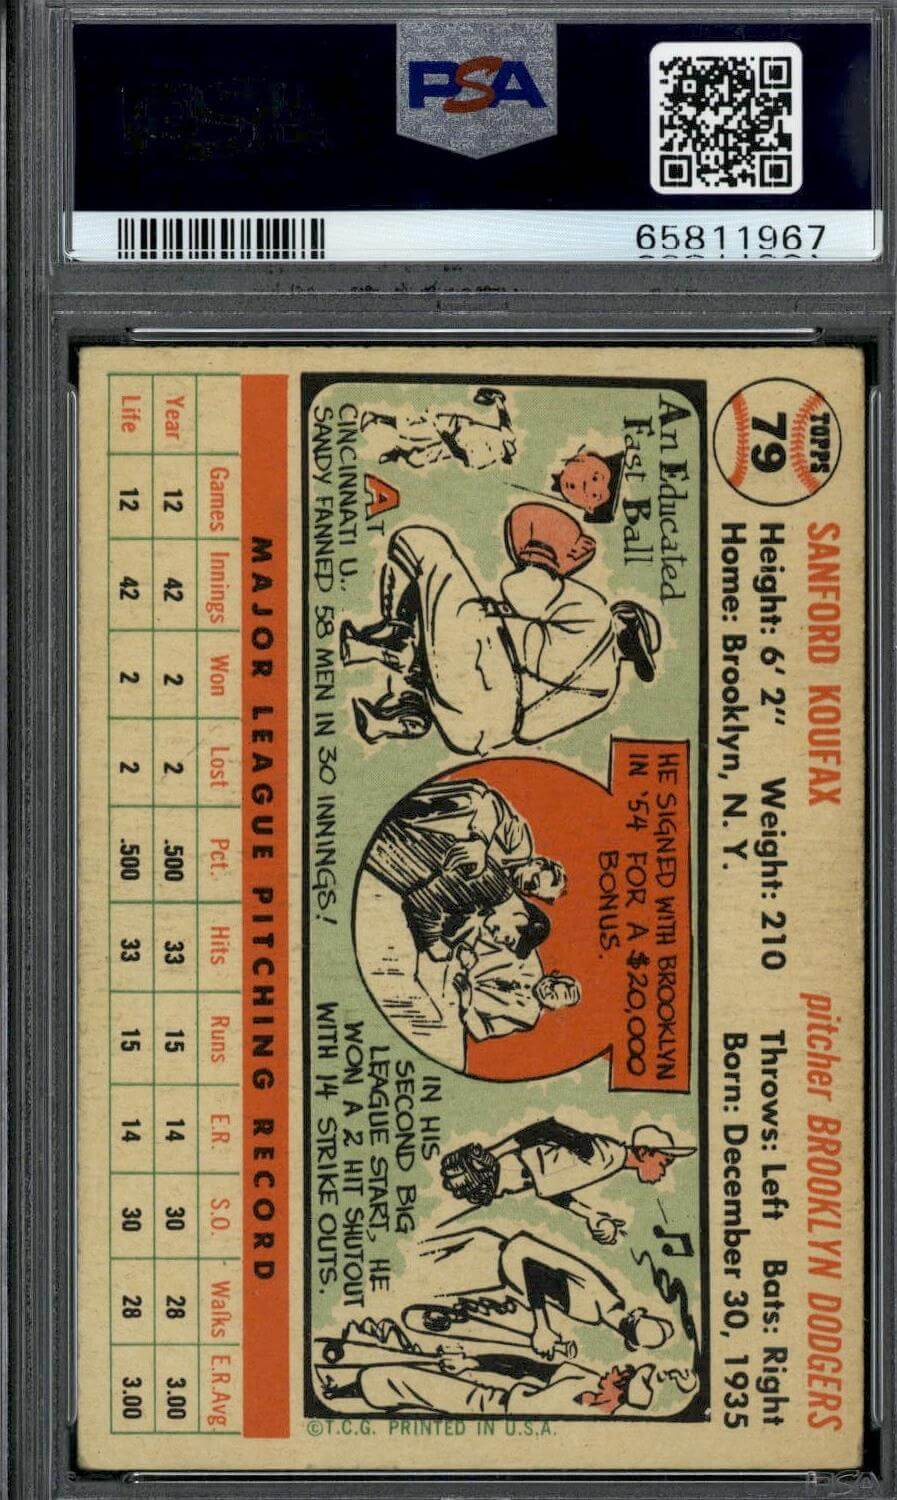 PSA
65811967
TOPPS
79
SANFORD KOUFAX
pitcher BROOKLYN DODGERS
Height: 6' 2" Weight: 210 Throws: Left Bats: Right
Home: Brooklyn, N. Y. Born: December 30, 1935
An Educated
Fast Ball
AT
CINCINNATI U.,
SANDY FANNED 58 MEN IN 30 INNINGS!
HE SIGNED WITH BROOKLYN
IN '54 FOR A $20,000
BONUS.
IN HIS
SECOND BIG
LEAGUE START, HE
WON A 2 HIT SHUTOUT
WITH 14 STRIKE OUTS.
©T.C.G. PRINTED IN U.S.A.
MAJOR LEAGUE PITCHING RECORD
Games Innings Won Lost Pct. Hits Runs E.R. S.O. Walks E.R.Avg.
Year 12 42 2 2 .500 33 15 14 30 28 3.00
Life 12 42 2 2 .500 33 15 14 30 28 3.00
PSA